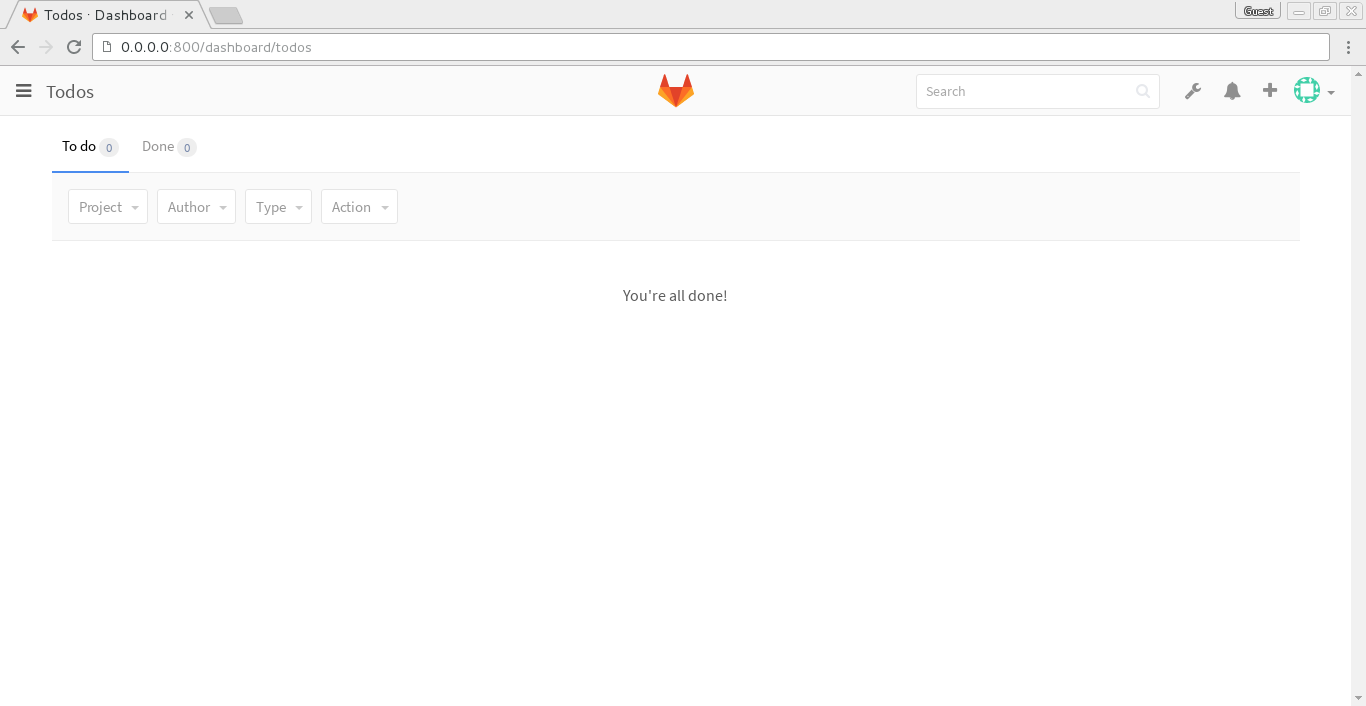 Todos · Dashboard
Guest
0.0.0.0:800/dashboard/todos
Todos
Search
To do 0
Done 0
Project
Author
Type
Action
You're all done!